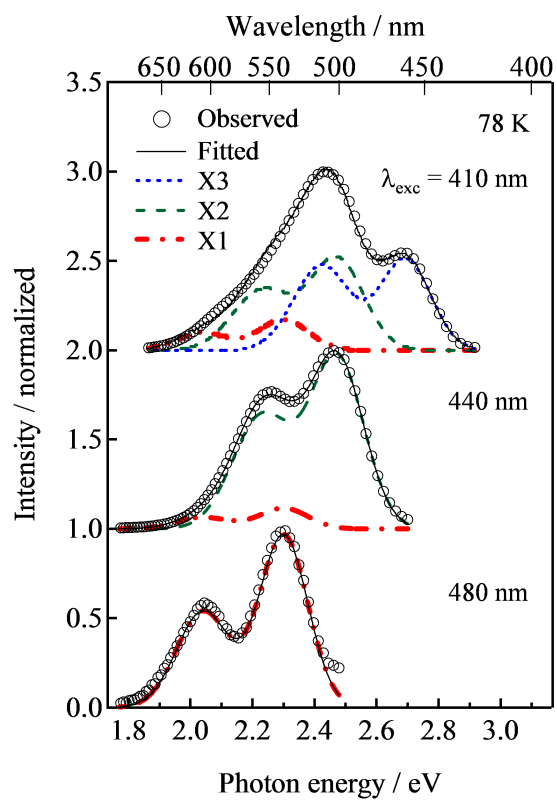 Wavelength / nm
650 600 550 500 450 400
3.5
Observed
78 K
Fitted
3.0
X3
λexc = 410 nm
X2
X1
2.5
2.0
440 nm
1.5
1.0
480 nm
0.5
0.0
Intensity / normalized
1.8 2.0 2.2 2.4 2.6 2.8 3.0
Photon energy / eV